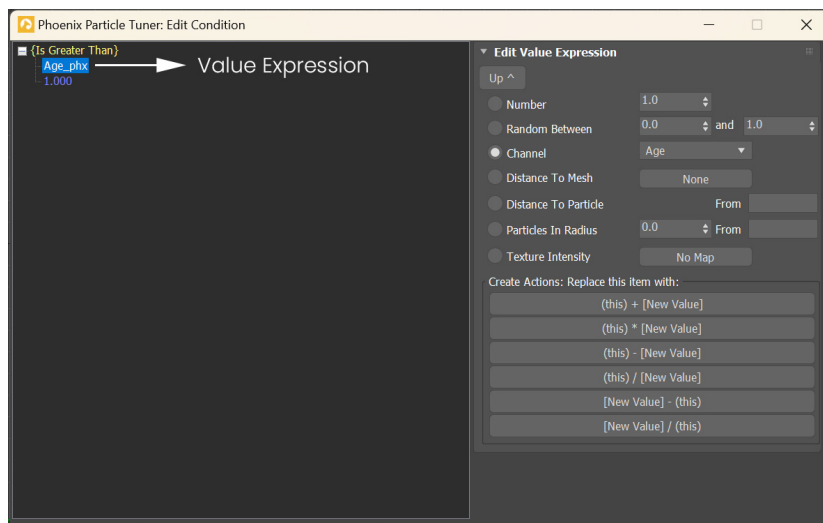 Phoenix Particle Tuner: Edit Condition
{Is Greater Than}
Age_phx
Value Expression
1.000
Edit Value Expression
Up ^
Number 1.0
Random Between 0.0 and 1.0
Channel Age
Distance To Mesh None
Distance To Particle From
Particles In Radius 0.0 From
Texture Intensity No Map
Create Actions: Replace this item with:
(this) + [New Value]
(this) * [New Value]
(this) - [New Value]
(this) / [New Value]
[New Value] - (this)
[New Value] / (this)